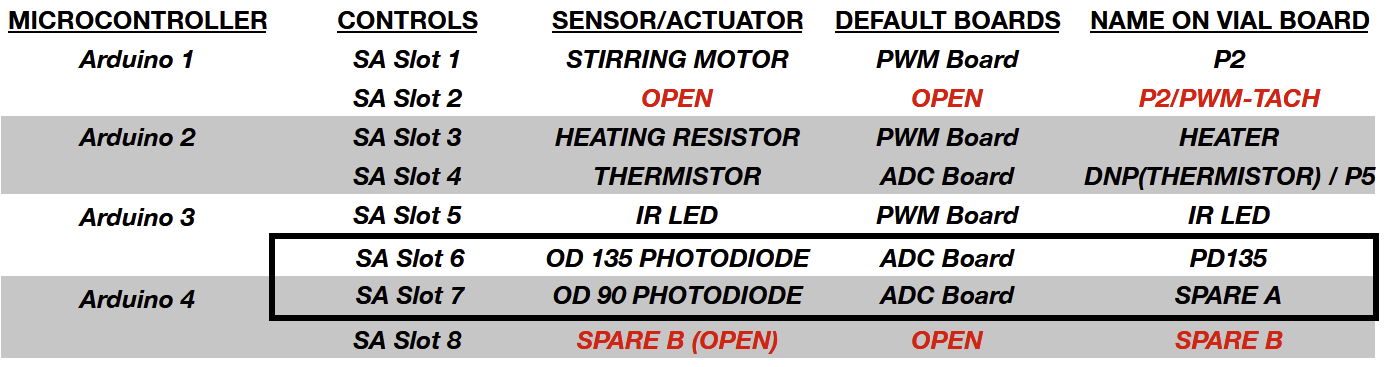 MICROCONTROLLER CONTROLS SENSOR/ACTUATOR DEFAULT BOARDS NAME ON VIAL BOARD
Arduino 1 SA Slot 1 STIRRING MOTOR PWM Board P2
SA Slot 2 OPEN OPEN P2/PWM-TACH
Arduino 2 SA Slot 3 HEATING RESISTOR PWM Board HEATER
SA Slot 4 THERMISTOR ADC Board DNP(THERMISTOR) / P5
Arduino 3 SA Slot 5 IR LED PWM Board IR LED
SA Slot 6 OD 135 PHOTODIODE ADC Board PD135
Arduino 4 SA Slot 7 OD 90 PHOTODIODE ADC Board SPARE A
SA Slot 8 SPARE B (OPEN) OPEN SPARE B